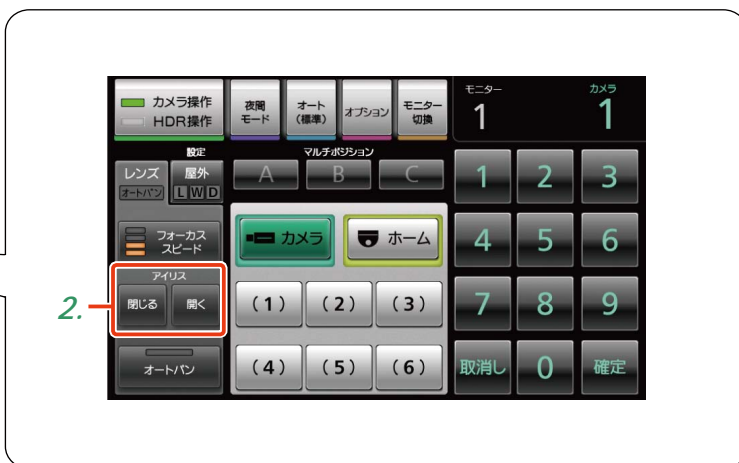 カメラ操作
HDR操作
夜間
モード
オート
(標準)
オプション
モニター
切換
モニター
1
カメラ
1
設定
レンズ
オートパン
屋外
L W D
マルチポジション
A B C
フォーカス
スピード
カメラ
ホーム
アイリス
閉じる 開く
2.
(1) (2) (3)
オートパン
(4) (5) (6)
1 2 3
4 5 6
7 8 9
取消し 0 確定